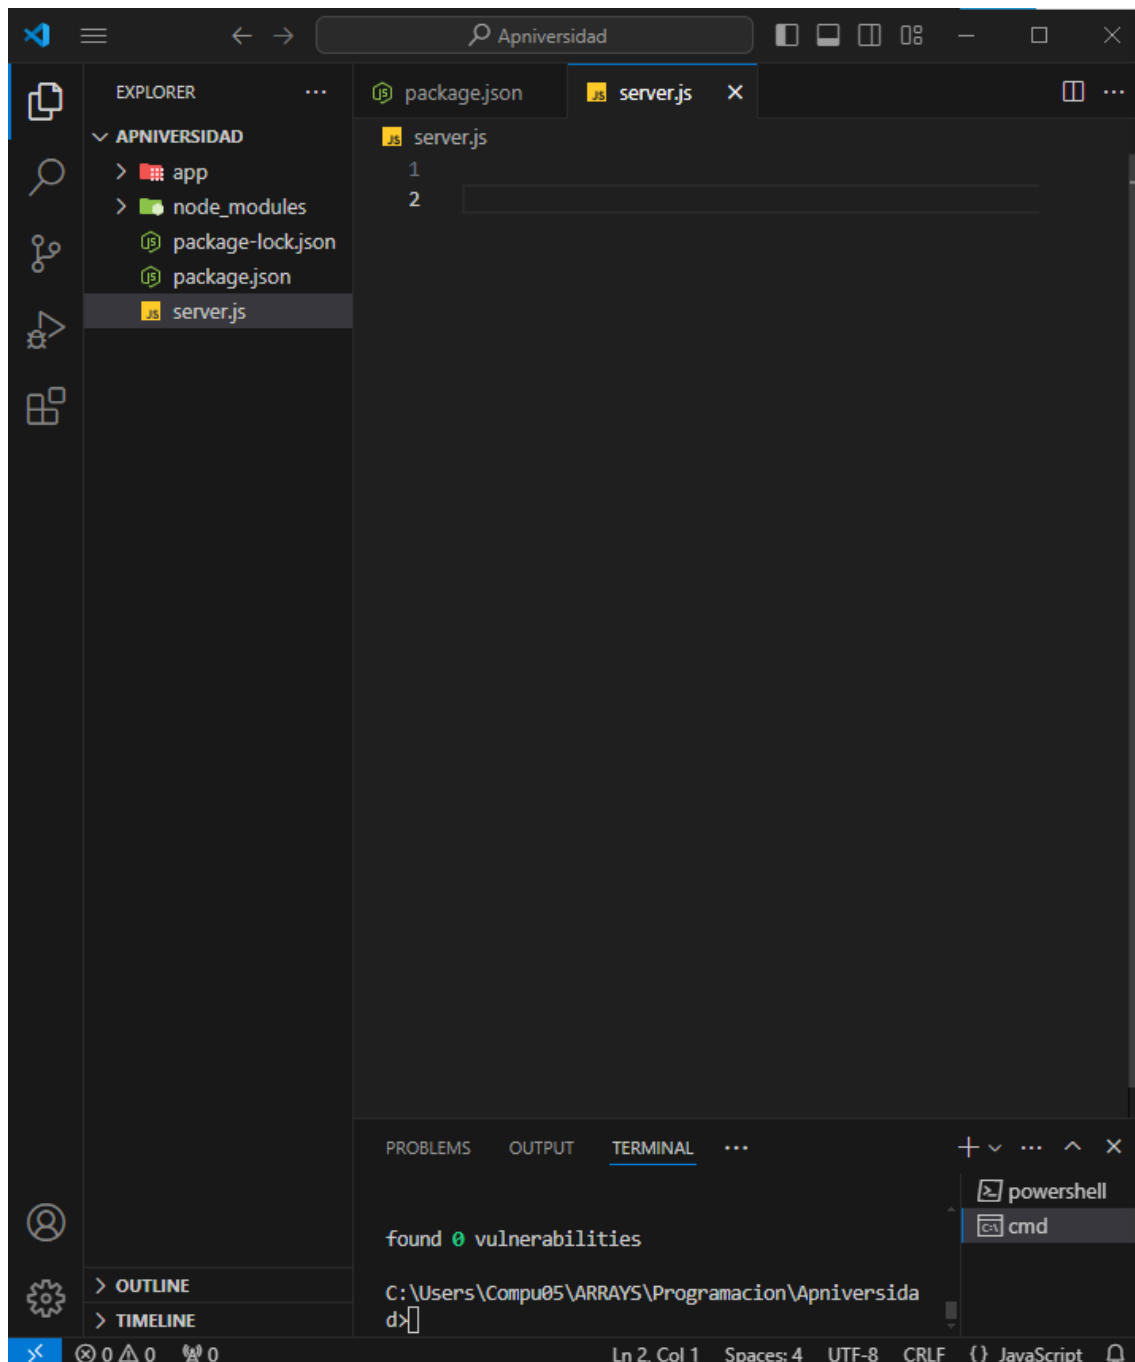 Apniversidad
EXPLORER
package.json
server.js
APNIVERSIDAD
server.js
app
1
node_modules
2
package-lock.json
package.json
server.js
PROBLEMS OUTPUT TERMINAL
powershell
cmd
found 0 vulnerabilities
OUTLINE
C:\Users\Compu05\ARRAYS\Programacion\Apniversida
d>
TIMELINE
0 0 0 Ln 2, Col 1 Spaces: 4 UTF-8 CRLF {} JavaScript